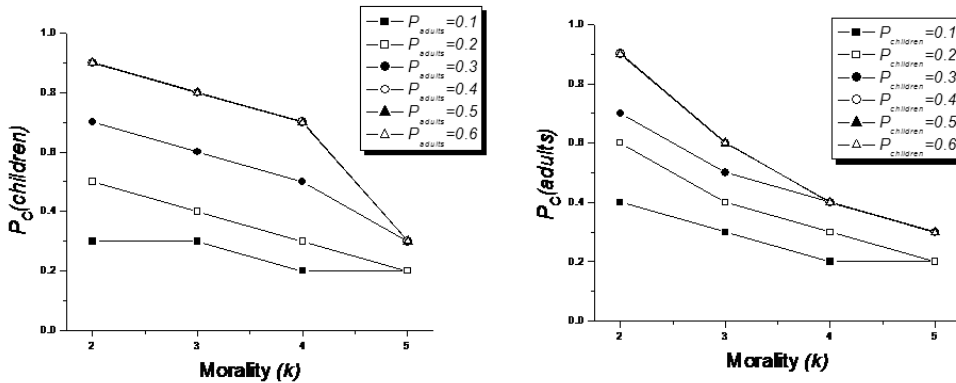 P_C(children)
1.0
0.8
0.6
0.4
0.2
0.0
2 3 4 5
Morality (k)
P_adults=0.1
P_adults=0.2
P_adults=0.3
P_adults=0.4
P_adults=0.5
P_adults=0.6
P_C(adults)
1.0
0.8
0.6
0.4
0.2
0.0
2 3 4 5
Morality (k)
P_children=0.1
P_children=0.2
P_children=0.3
P_children=0.4
P_children=0.5
P_children=0.6